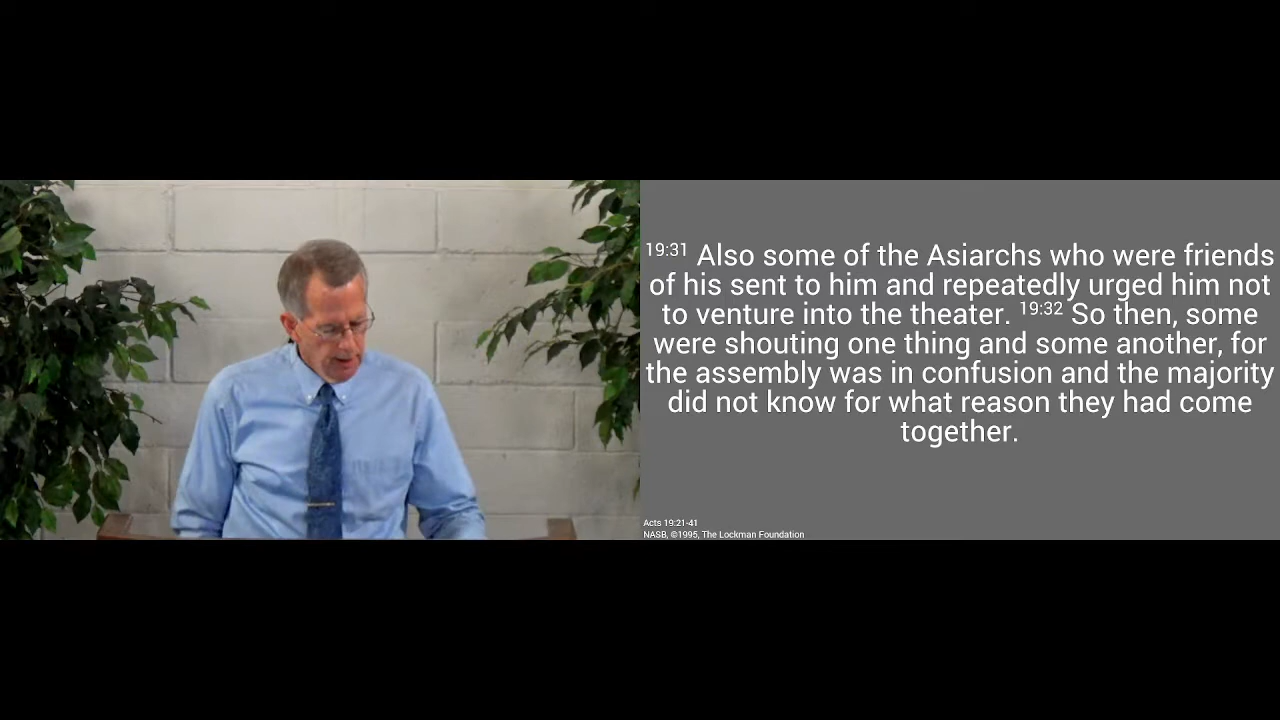 19:31 Also some of the Asiarchs who were friends
of his sent to him and repeatedly urged him not
to venture into the theater. 19:32 So then, some
were shouting one thing and some another, for
the assembly was in confusion and the majority
did not know for what reason they had come
together.
Acts 19:21-41
NASB, ©1995, The Lockman Foundation